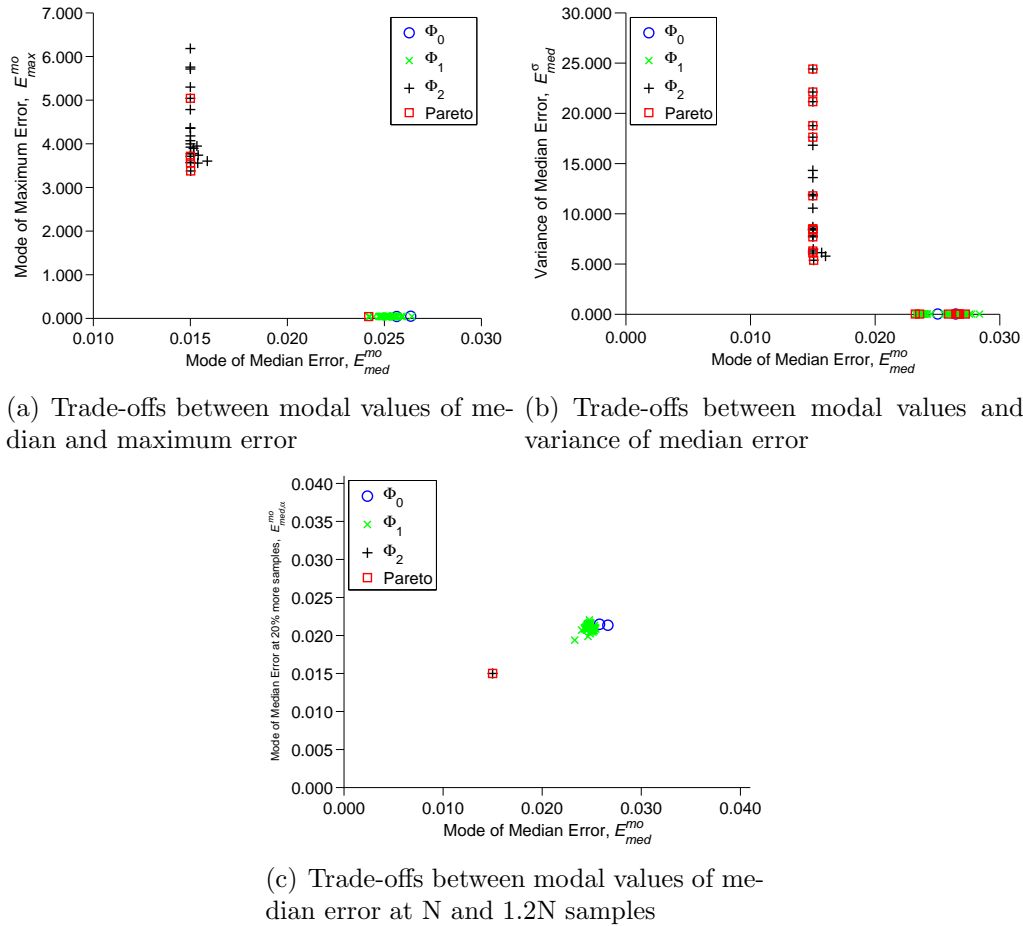 7.000
6.000
5.000
4.000
3.000
2.000
1.000
0.000
0.010
0.020
0.030
Mode of Maximum Error, E^mo_max
Mode of Median Error, E^mo_med
Φ0
Φ1
Φ2
Pareto
30.000
25.000
20.000
15.000
10.000
5.000
0.000
0.000
0.010
0.020
0.030
Variance of Median Error, E^σ_med
Mode of Median Error, E^mo_med
Φ0
Φ1
Φ2
Pareto
(a) Trade-offs between modal values of me-
dian and maximum error
(b) Trade-offs between modal values and
variance of median error
0.040
0.035
0.030
0.025
0.020
0.015
0.010
0.005
0.000
0.000
0.010
0.020
0.030
0.040
Mode of Median Error at 20% more samples, E^mo_med,α
Mode of Median Error, E^mo_med
Φ0
Φ1
Φ2
Pareto
(c) Trade-offs between modal values of me-
dian error at N and 1.2N samples